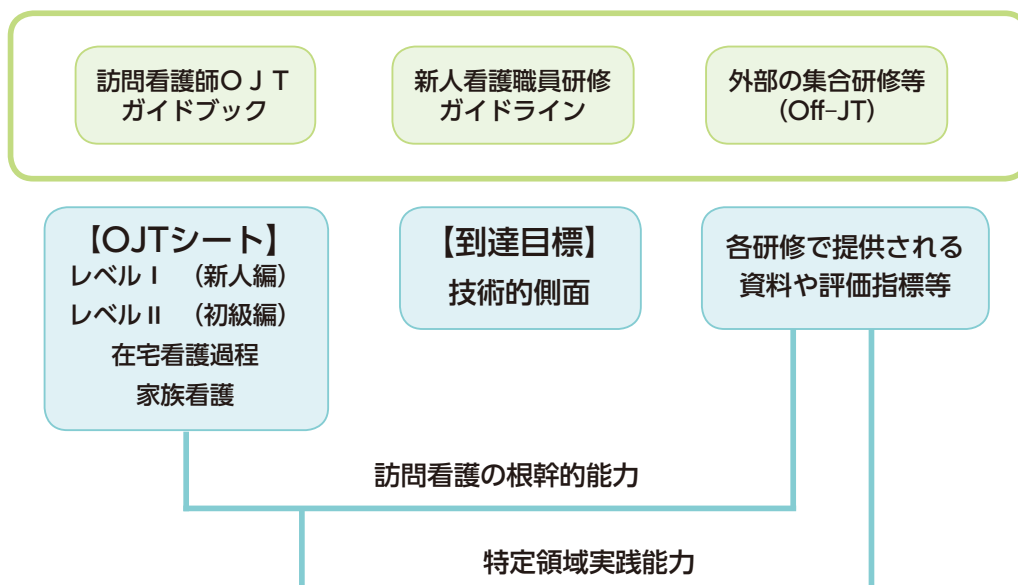 訪問看護師OJT
ガイドブック
新人看護職員研修
ガイドライン
外部の集合研修等
(Off-JT)
【OJTシート】
レベルⅠ (新人編)
レベルⅡ (初級編)
在宅看護過程
家族看護
【到達目標】
技術的側面
各研修で提供される
資料や評価指標等
訪問看護の根幹的能力
特定領域実践能力